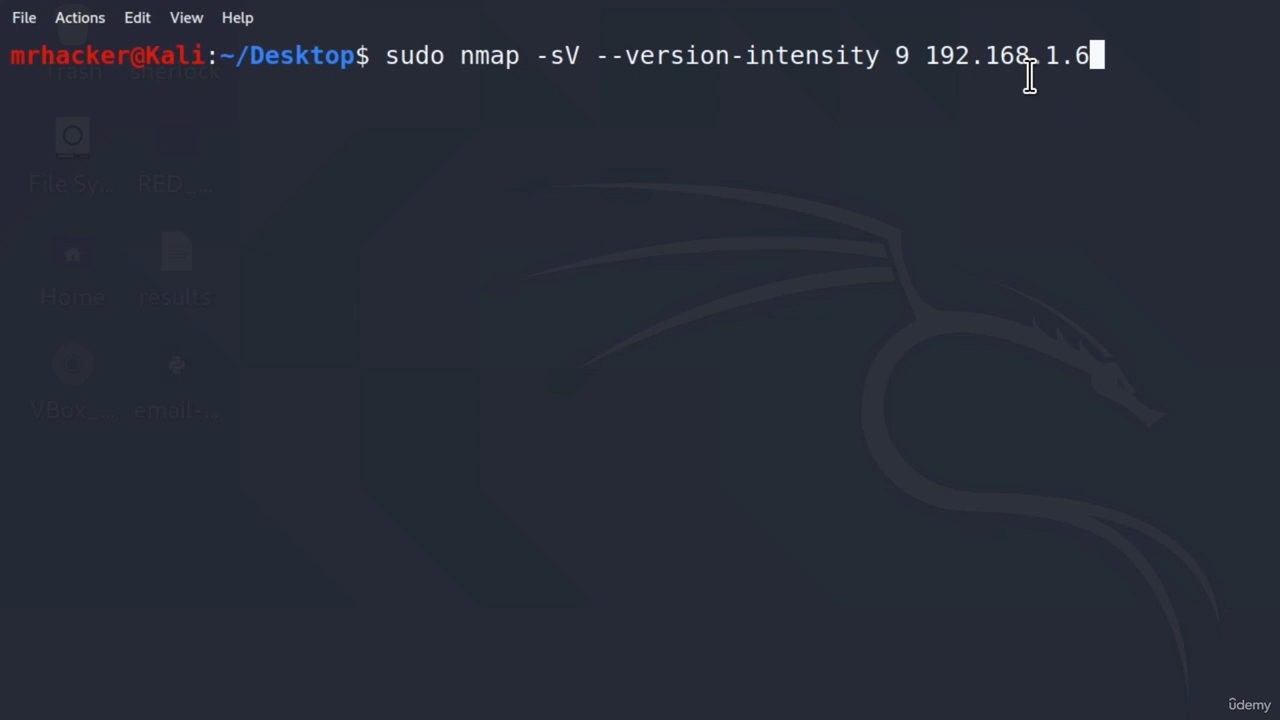 File Actions Edit View Help
mrhacker@Kali:~/Desktop$ sudo nmap -sV --version-intensity 9 192.168.1.6
Trash sherlock
File Sy... RED_...
Home results
VBox_... email-...
ûdemy